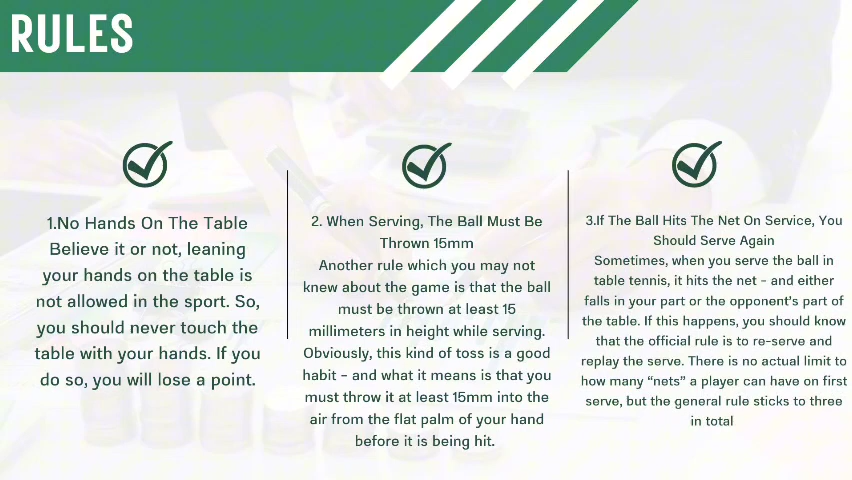 RULES
1.No Hands On The Table
Believe it or not, leaning
your hands on the table is
not allowed in the sport. So,
you should never touch the
table with your hands. If you
do so, you will lose a point.
2. When Serving, The Ball Must Be
Thrown 15mm
Another rule which you may not
knew about the game is that the ball
must be thrown at least 15
millimeters in height while serving.
Obviously, this kind of toss is a good
habit – and what it means is that you
must throw it at least 15mm into the
air from the flat palm of your hand
before it is being hit.
3.If The Ball Hits The Net On Service, You
Should Serve Again
Sometimes, when you serve the ball in
table tennis, it hits the net – and either
falls in your part or the opponent's part of
the table. If this happens, you should know
that the official rule is to re-serve and
replay the serve. There is no actual limit to
how many “nets” a player can have on first
serve, but the general rule sticks to three
in total